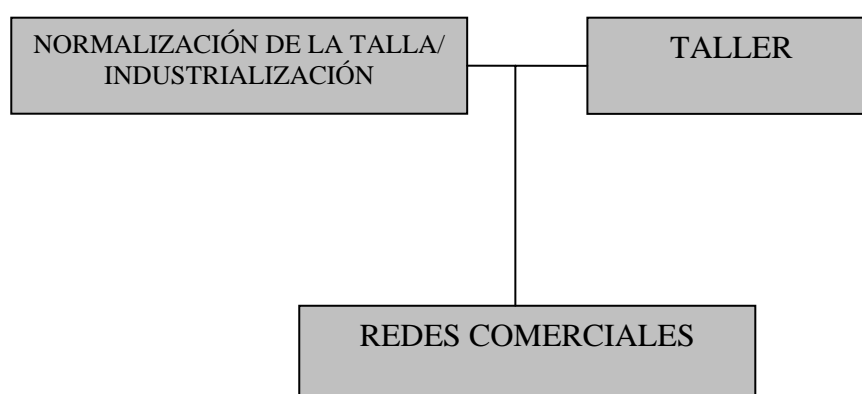 NORMALIZACIÓN DE LA TALLA/
INDUSTRIALIZACIÓN
TALLER
REDES COMERCIALES